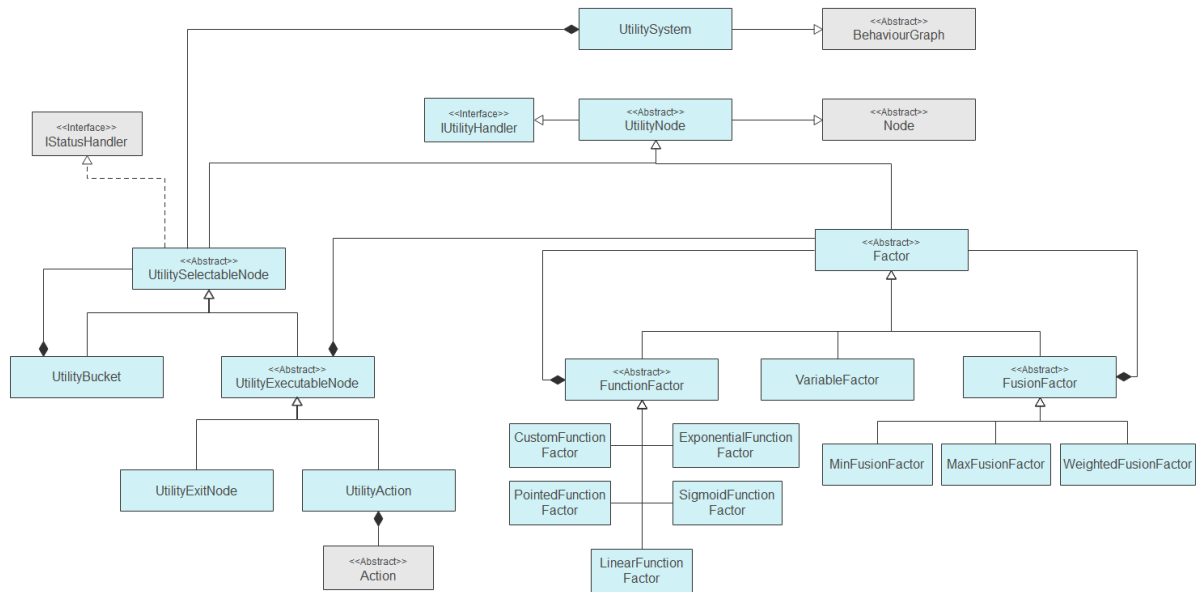 UtilitySystem
<<Abstract>>
BehaviourGraph
<<Interface>>
IStatusHandler
<<Interface>>
IUtilityHandler
<<Abstract>>
UtilityNode
<<Abstract>>
Node
<<Abstract>>
UtilitySelectableNode
<<Abstract>>
Factor
UtilityBucket
<<Abstract>>
UtilityExecutableNode
<<Abstract>>
FunctionFactor
VariableFactor
<<Abstract>>
FusionFactor
CustomFunction
Factor
ExponentialFunction
Factor
MinFusionFactor
MaxFusionFactor
WeightedFusionFactor
UtilityExitNode
UtilityAction
PointedFunction
Factor
SigmoidFunction
Factor
<<Abstract>>
Action
LinearFunction
Factor